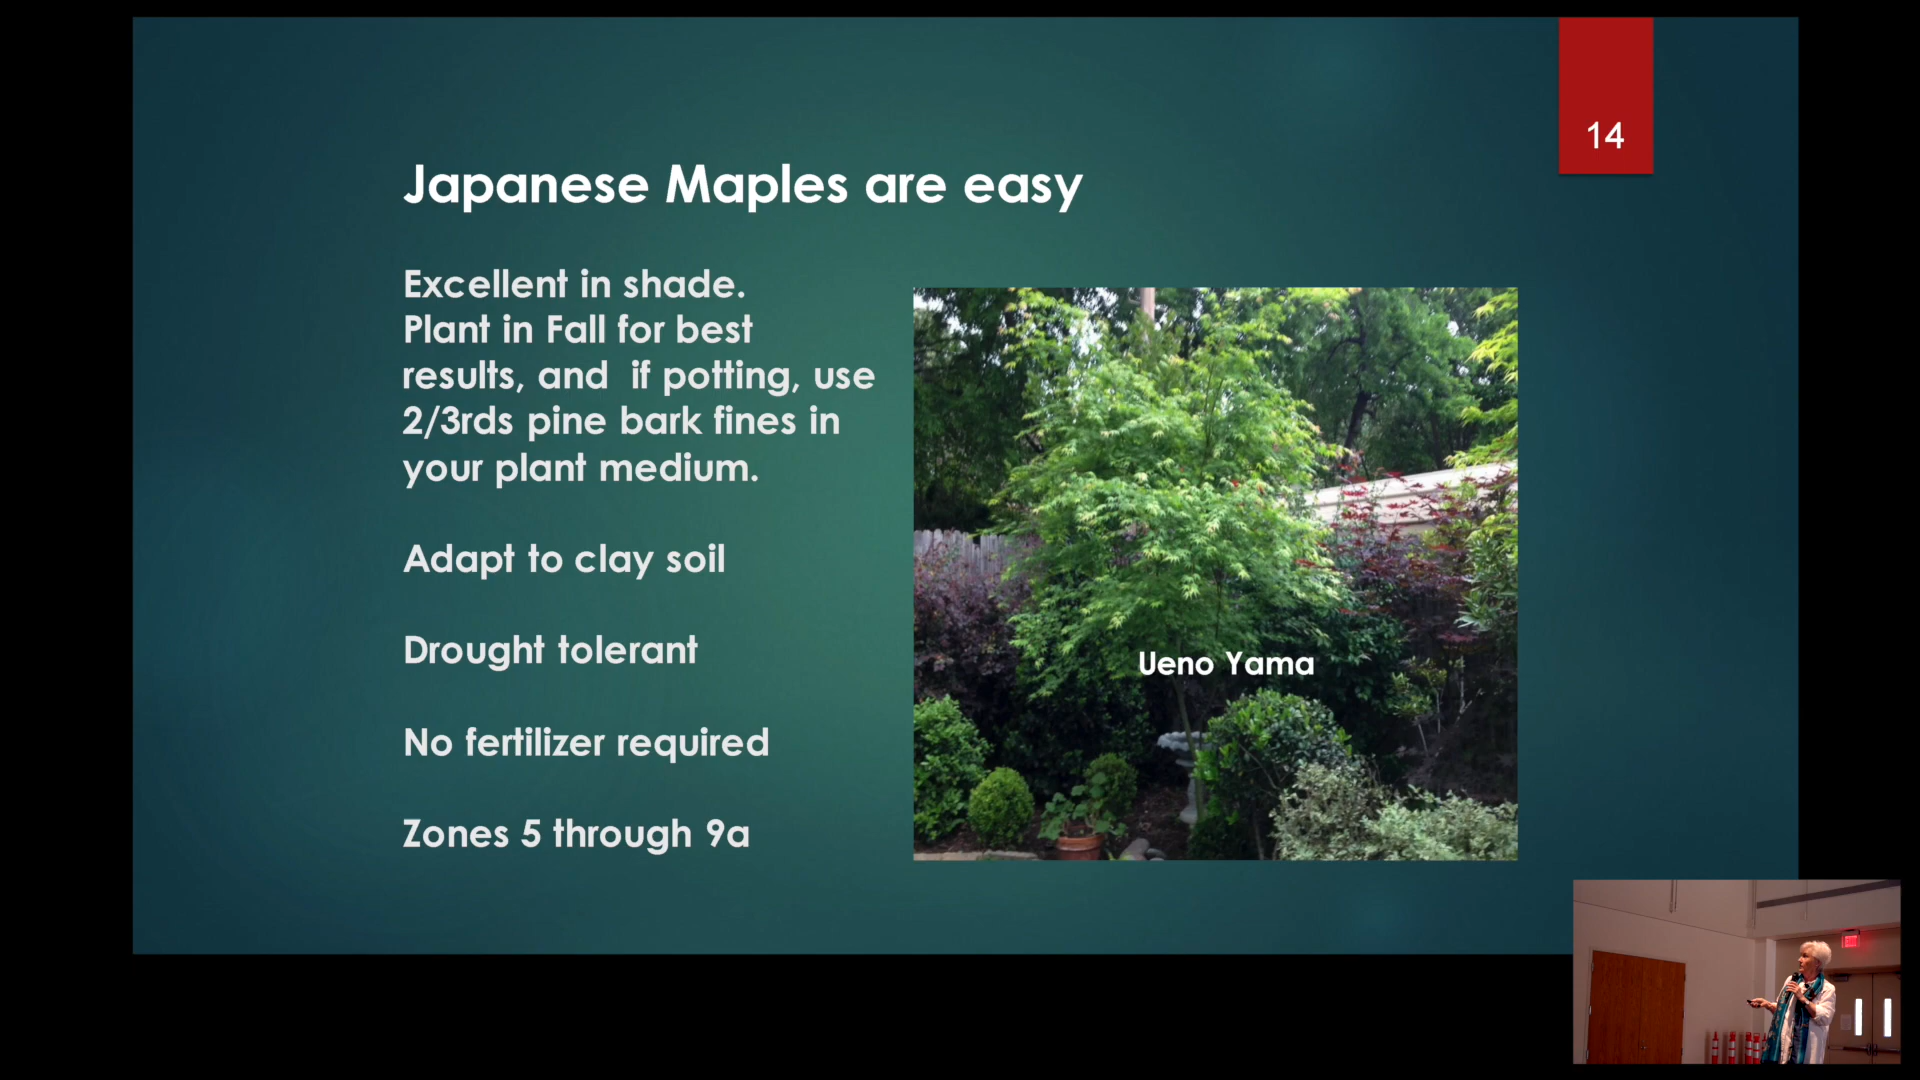 14
Japanese Maples are easy
Excellent in shade.
Plant in Fall for best
results, and  if potting, use
2/3rds pine bark fines in
your plant medium.
Adapt to clay soil
Drought tolerant
No fertilizer required
Zones 5 through 9a
Ueno Yama